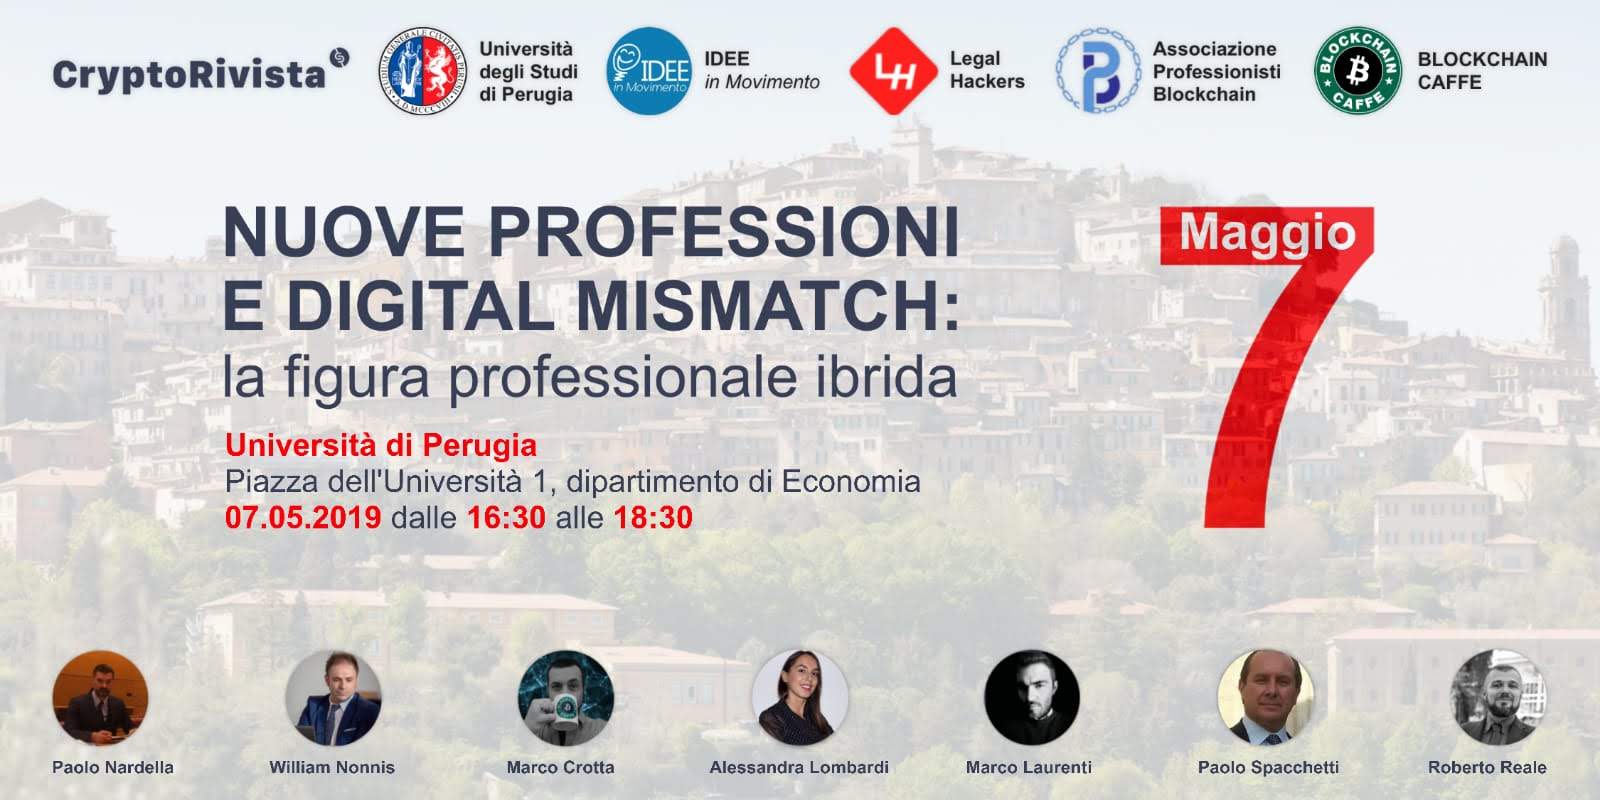 CryptoRivista
Università
degli Studi
di Perugia
IDEE
in Movimento
IDEE
in Movimento
LH
Legal
Hackers
Associazione
Professionisti
Blockchain
BLOCKCHAIN
CAFFE
BLOCKCHAIN
CAFFE
NUOVE PROFESSIONI
E DIGITAL MISMATCH:
la figura professionale ibrida
Maggio
7
Università di Perugia
Piazza dell'Università 1, dipartimento di Economia
07.05.2019 dalle 16:30 alle 18:30
Paolo Nardella
William Nonnis
Marco Crotta
Alessandra Lombardi
Marco Laurenti
Paolo Spacchetti
Roberto Reale